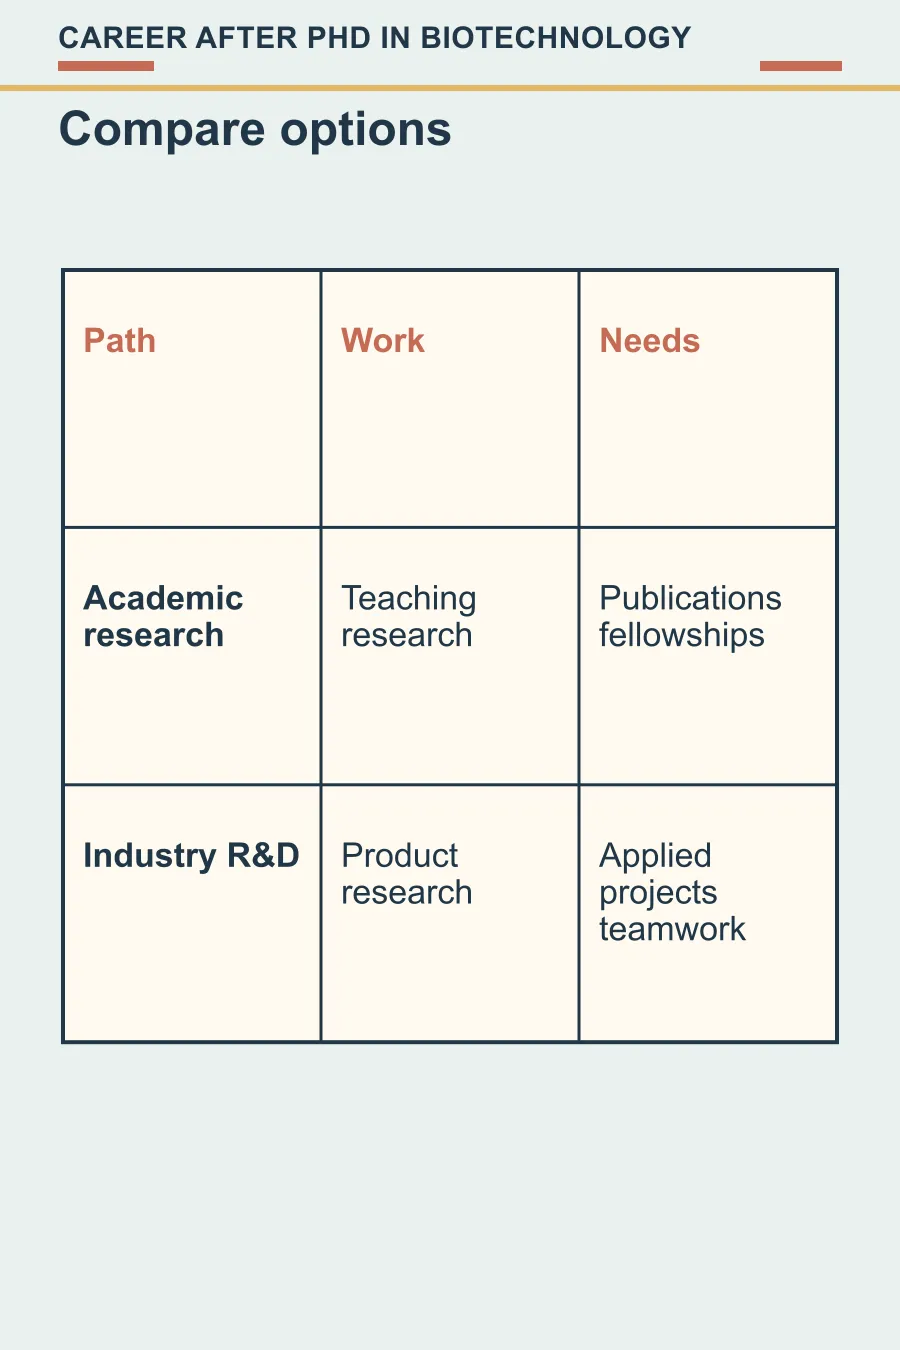 CAREER AFTER PHD IN BIOTECHNOLOGY
Compare options
Path
Work
Needs
Academic
research
Teaching
research
Publications
fellowships
Industry R&D
Product
research
Applied
projects
teamwork